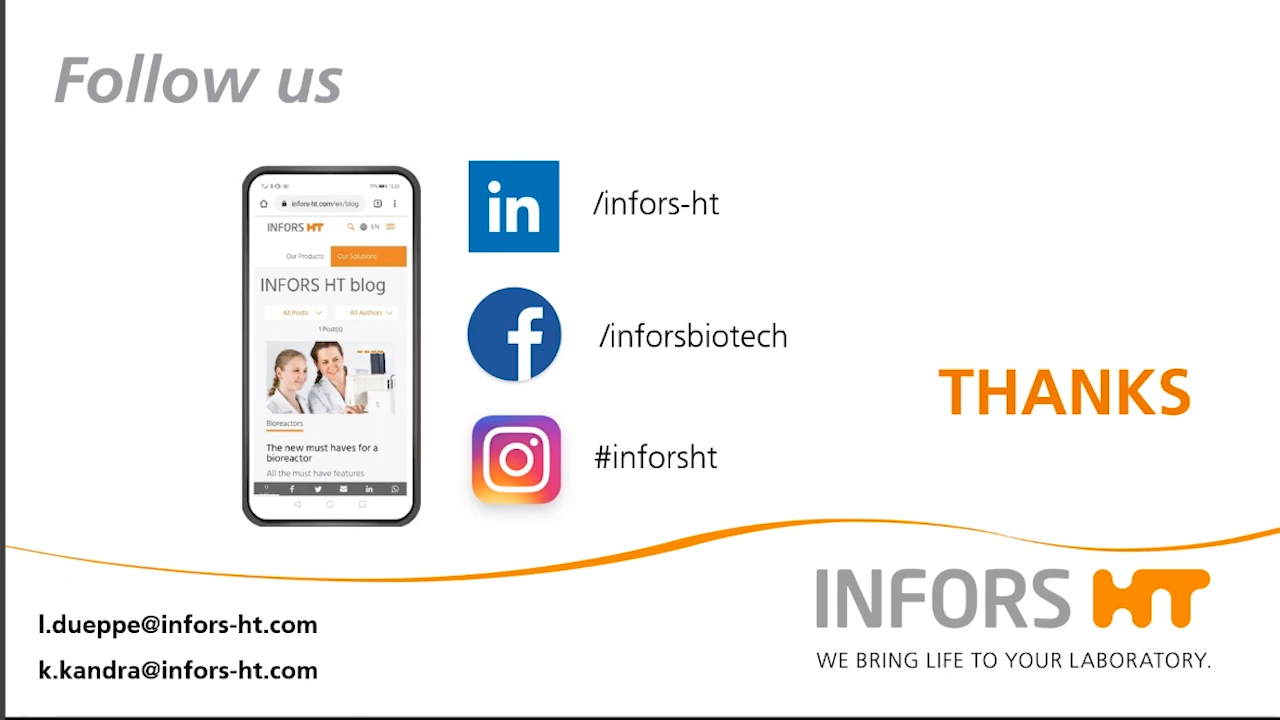 Follow us
infors-ht.com/en/blog
INFORS HT
EN
Our Products
Our Solutions
INFORS HT blog
All Posts
All Authors
1 Post(s)
Bioreactors
The new must haves for a
bioreactor
All the must have features
in
/infors-ht
f
/inforsbiotech
#inforsht
THANKS
INFORS HT
WE BRING LIFE TO YOUR LABORATORY.
l.dueppe@infors-ht.com
k.kandra@infors-ht.com